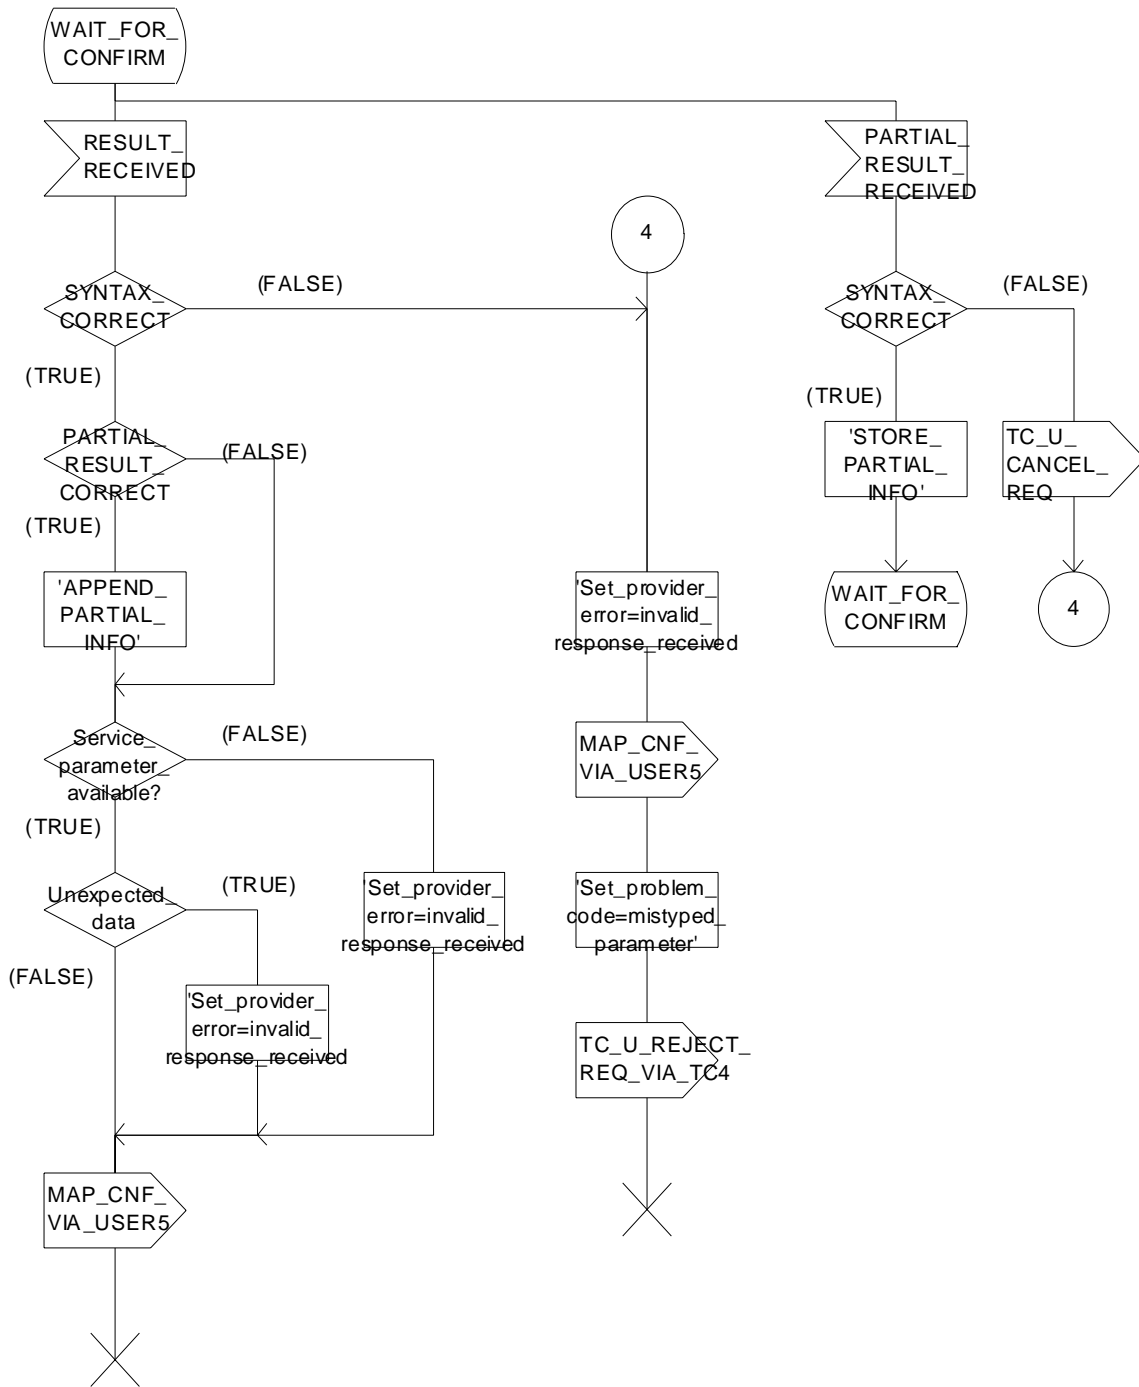 WAIT_FOR_
CONFIRM
RESULT_
RECEIVED
PARTIAL_
RESULT_
RECEIVED
4
SYNTAX_
CORRECT
(FALSE)
SYNTAX_
CORRECT
(FALSE)
(TRUE)
(TRUE)
PARTIAL_
RESULT_
CORRECT
(FALSE)
'STORE_
PARTIAL_
INFO'
TC_U_
CANCEL_
REQ
(TRUE)
'APPEND_
PARTIAL_
INFO'
'Set_provider_
error=invalid_
response_received
WAIT_FOR_
CONFIRM
4
Service_
parameter_
available?
(FALSE)
MAP_CNF_
VIA_USER5
(TRUE)
Unexpected_
data
(TRUE)
'Set_provider_
error=invalid_
response_received
'Set_problem_
code=mistyped_
parameter'
(FALSE)
'Set_provider_
error=invalid_
response_received
TC_U_REJECT_
REQ_VIA_TC4
MAP_CNF_
VIA_USER5